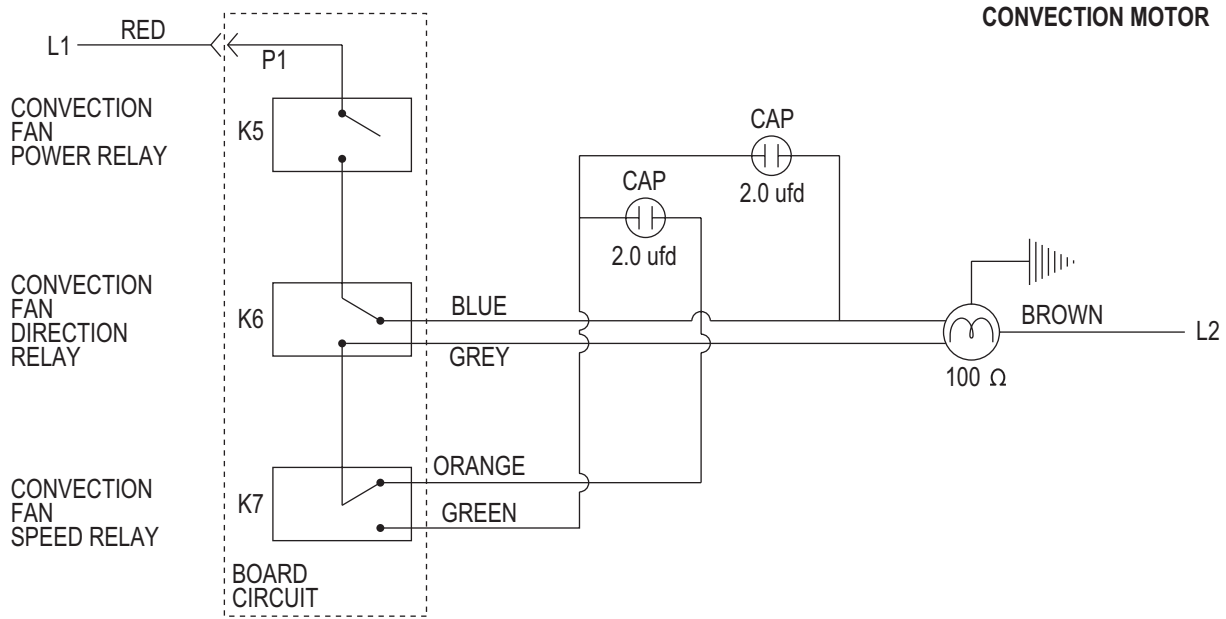 CONVECTION MOTOR
L1
RED
P1
CONVECTION
FAN
POWER RELAY
K5
CAP
2.0 ufd
CAP
2.0 ufd
CONVECTION
FAN
DIRECTION
RELAY
K6
BLUE
GREY
BROWN
L2
100 Ω
CONVECTION
FAN
SPEED RELAY
K7
ORANGE
GREEN
BOARD
CIRCUIT